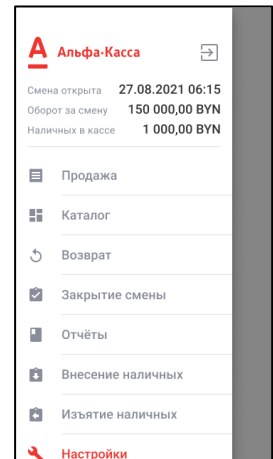 А Альфа-Касса
Смена открыта 27.08.2021 06:15
Оборот за смену 150 000,00 BYN
Наличных в кассе 1 000,00 BYN
Продажа
Каталог
Возврат
Закрытие смены
Отчёты
Внесение наличных
Изъятие наличных
Настройки